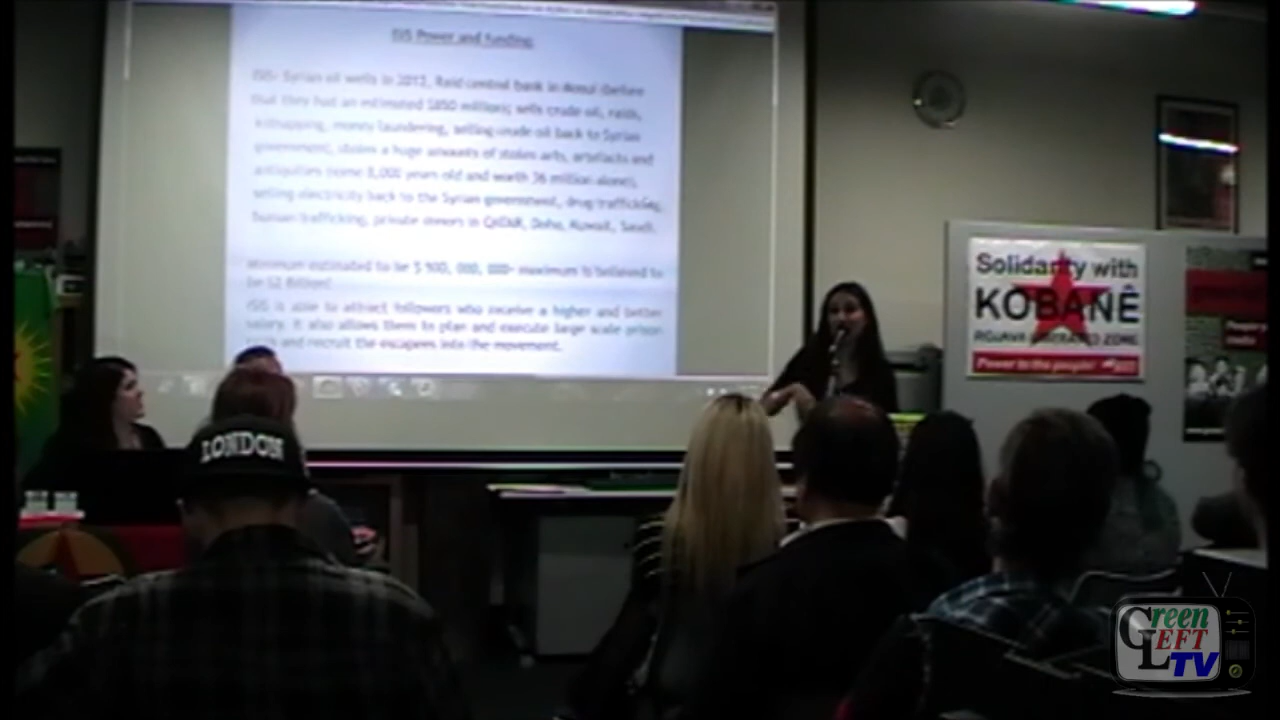 ISIS Power and funding
ISIS- Syrian oil wells in 2012, Raid central bank in Mosul (before
that they had an estimated $850 million; sells crude oil, raids,
kidnapping, money laundering, selling crude oil back to Syrian
government, stolen a huge amounts of stolen arts, artefacts and
antiquities (some 8,000 years old and worth 36 million alone),
selling electricity back to the Syrian government, drug trafficking,
human trafficking, private donors in QATAR, Doha, Kuwait, Saudi.
Minimum estimated to be $ 900, 000, 000- maximum is believed to
be $2 Billion!
ISIS is able to attract followers who receive a higher and better
salary. It also allows them to plan and execute large scale prison
and recruit the escapees into the movement.
Solidarity with
KOBANÊ
ROJAVA LIBERATED ZONE
Power to the people!
LONDON
Green
LEFT
TV